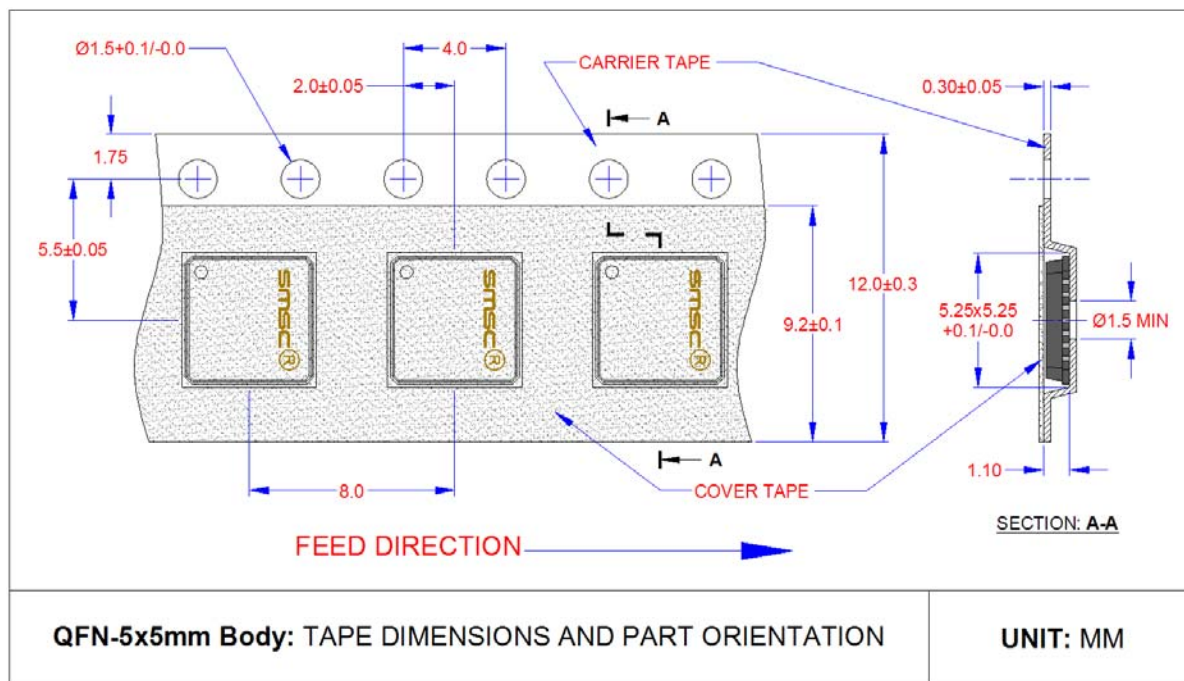 Ø1.5+0.1/-0.0
4.0
2.0±0.05
CARRIER TAPE
0.30±0.05
A
1.75
5.5±0.05
smsc®
smsc®
smsc®
9.2±0.1
12.0±0.3
5.25x5.25
+0.1/-0.0
Ø1.5 MIN
A
8.0
COVER TAPE
1.10
SECTION: A-A
FEED DIRECTION
QFN-5x5mm Body: TAPE DIMENSIONS AND PART ORIENTATION
UNIT: MM